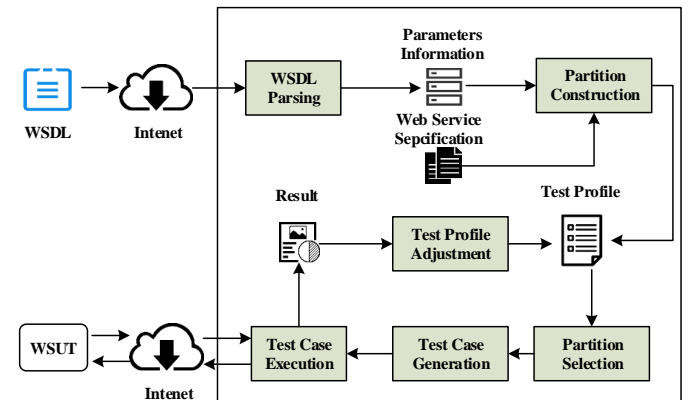 Parameters
Information
WSDL
Parsing
Partition
Construction
WSDL
Intenet
Web Service
Sepcification
Result
Test Profile
Test Profile
Adjustment
WSUT
Test Case
Execution
Test Case
Generation
Partition
Selection
Intenet